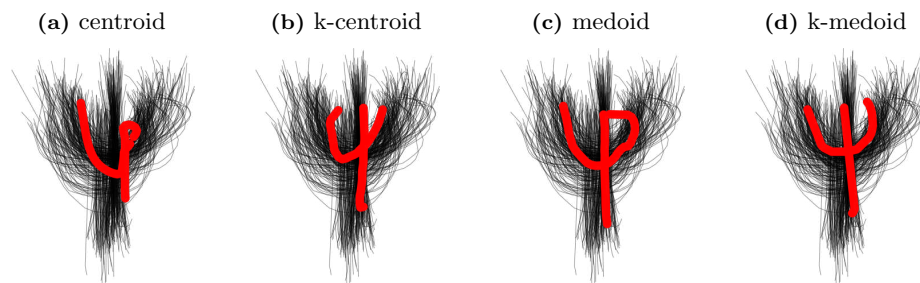 (a) centroid
(b) k-centroid
(c) medoid
(d) k-medoid